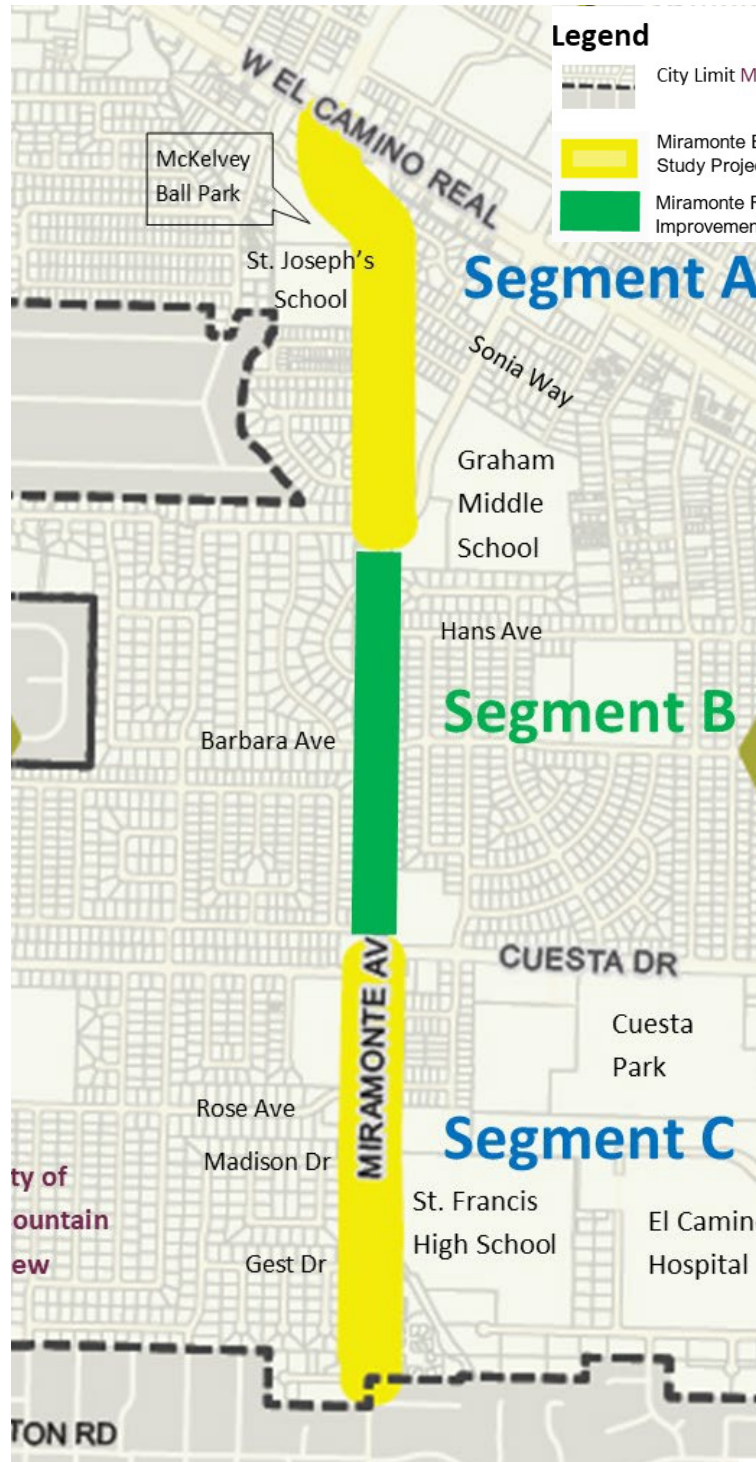 Legend
City Limit M
Miramonte
Study Proje
Miramonte
Improvemen
W EL CAMINO REAL
McKelvey
Ball Park
St. Joseph's
School
Segment A
Sonia Way
Graham
Middle
School
Hans Ave
Segment B
Barbara Ave
CUESTA DR
MIRAMONTE AV
Cuesta
Park
Rose Ave
Segment C
Madison Dr
ty of
ountain
ew
St. Francis
High School
El Camin
Hospital
Gest Dr
TON RD